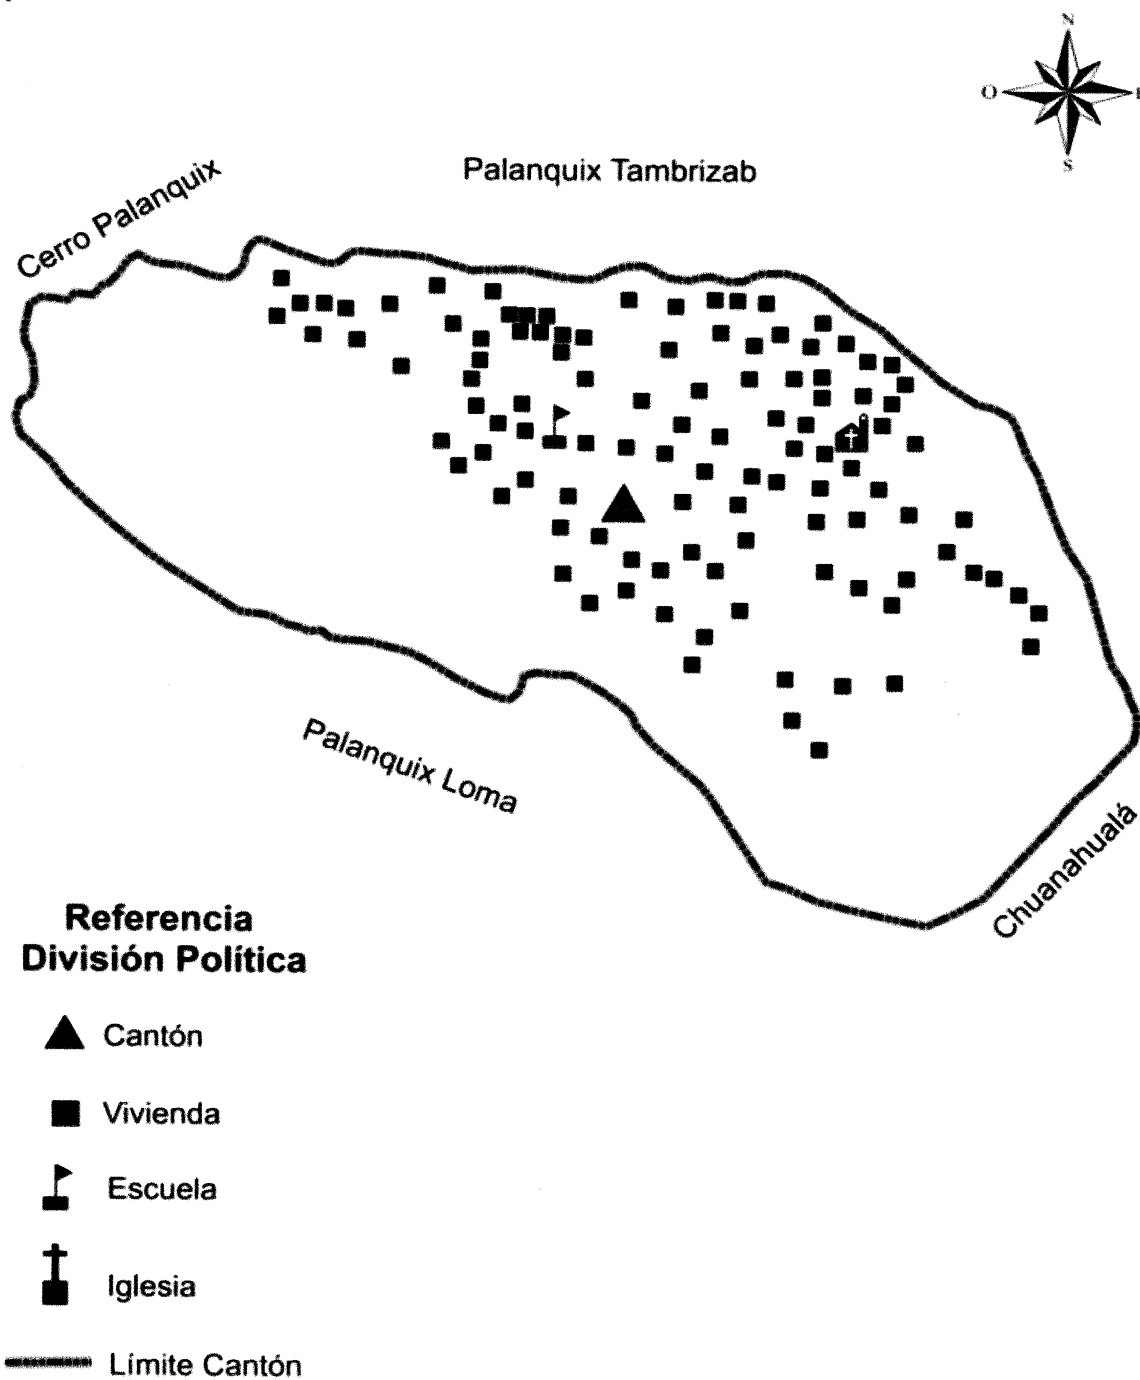 N
O
E
S
Palanquix Tambrizab
Cerro Palanquix
Palanquix Loma
Chuanahualá
Referencia
División Política
Cantón
Vivienda
Escuela
Iglesia
Límite Cantón